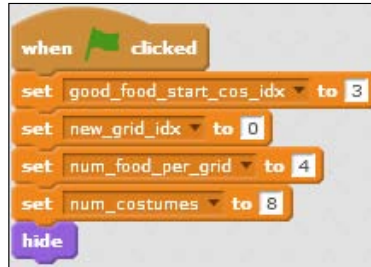 when clicked
set good_food_start_cos_idx to 3
set new_grid_idx to 0
set num_food_per_grid to 4
set num_costumes to 8
hide